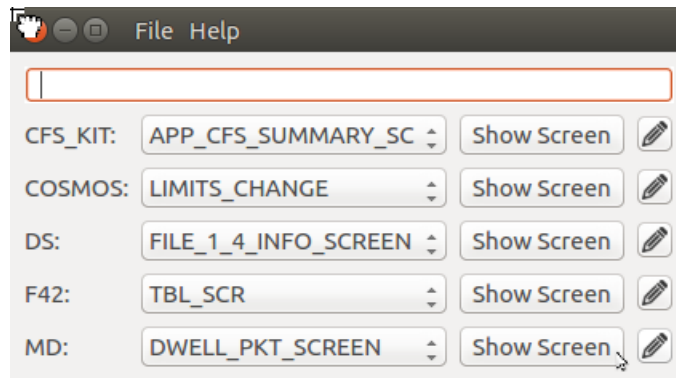 File Help
CFS_KIT: APP_CFS_SUMMARY_SC Show Screen
COSMOS: LIMITS_CHANGE Show Screen
DS: FILE_1_4_INFO_SCREEN Show Screen
F42: TBL_SCR Show Screen
MD: DWELL_PKT_SCREEN Show Screen